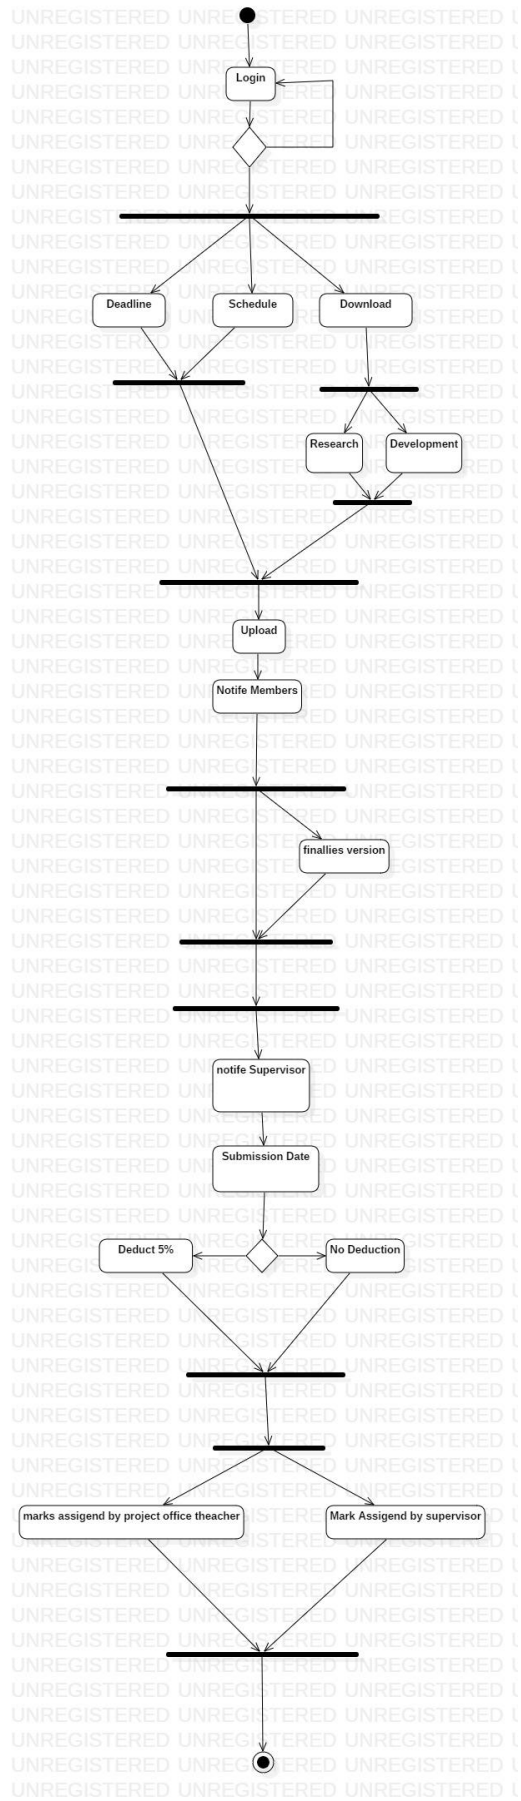 Login
Deadline
Schedule
Download
Research
Development
Upload
Notife Members
finallies version
notife Supervisor
Submission Date
Deduct 5%
No Deduction
marks assigend by project office theacher
Mark Assigend by supervisor
UNREGISTERED